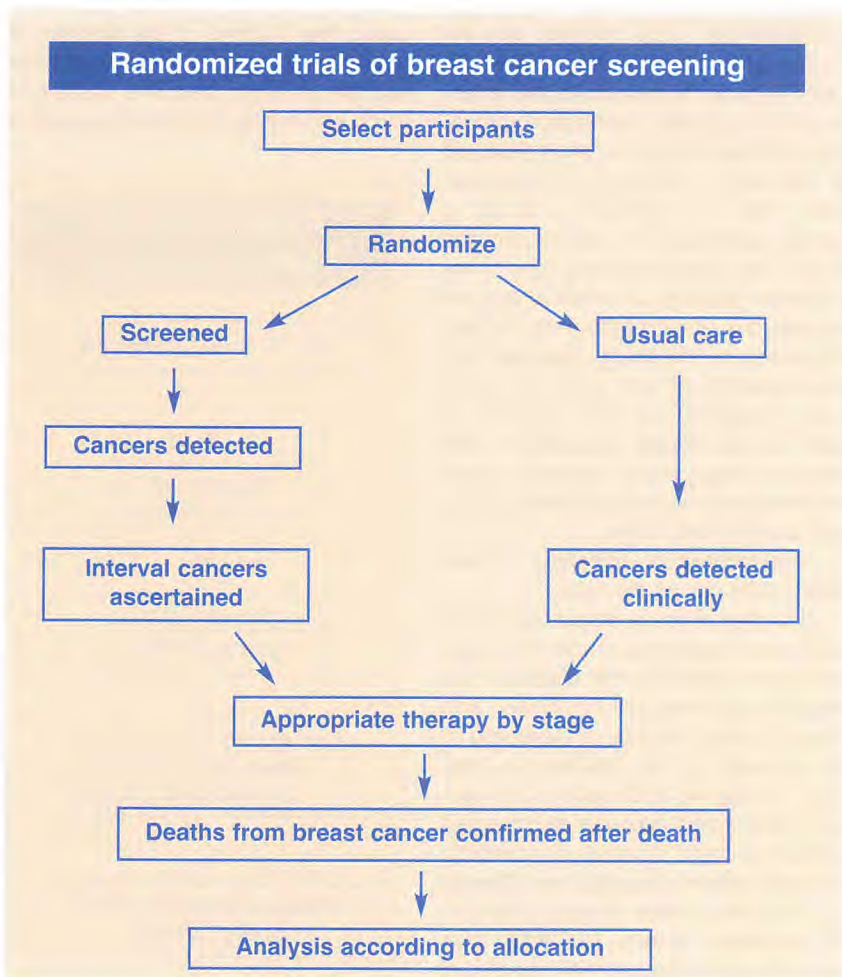 Randomized trials of breast cancer screening
Select participants
Randomize
Screened
Usual care
Cancers detected
Interval cancers
ascertained
Cancers detected
clinically
Appropriate therapy by stage
Deaths from breast cancer confirmed after death
Analysis according to allocation